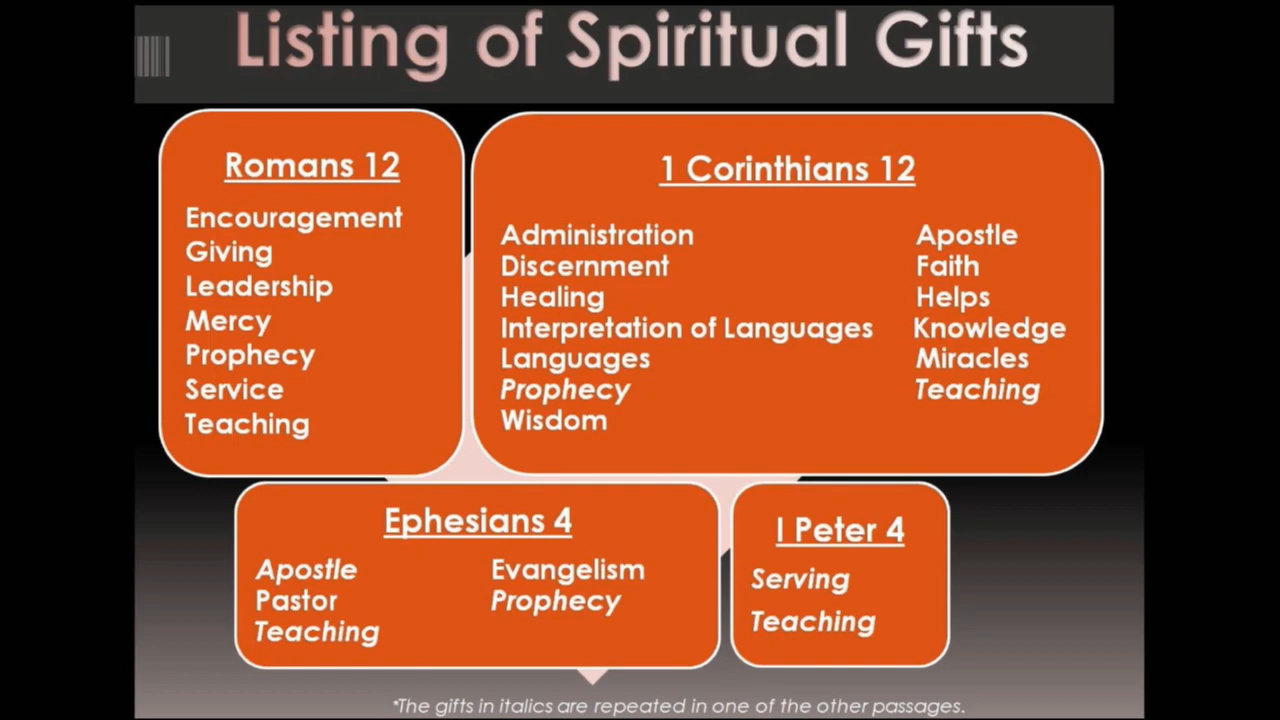 Listing of Spiritual Gifts
Romans 12
Encouragement
Giving
Leadership
Mercy
Prophecy
Service
Teaching
1 Corinthians 12
Administration
Discernment
Healing
Interpretation of Languages
Languages
Prophecy
Wisdom
Apostle
Faith
Helps
Knowledge
Miracles
Teaching
Ephesians 4
Apostle
Pastor
Teaching
Evangelism
Prophecy
I Peter 4
Serving
Teaching
*The gifts in italics are repeated in one of the other passages.